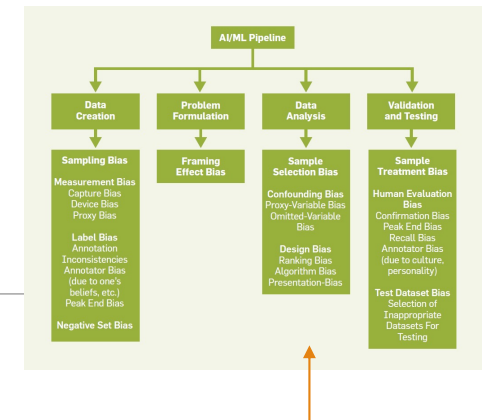 AI/ML Pipeline
Data
Creation
Problem
Formulation
Data
Analysis
Validation
and Testing
Sampling Bias
Measurement Bias
Capture Bias
Device Bias
Proxy Bias
Label Bias
Annotation
Inconsistencies
Annotator Bias
(due to one's
beliefs, etc.)
Peak End Bias
Negative Set Bias
Framing
Effect Bias
Sample
Selection Bias
Confounding Bias
Proxy-Variable Bias
Omitted-Variable
Bias
Design Bias
Ranking Bias
Algorithm Bias
Presentation-Bias
Sample
Treatment Bias
Human Evaluation
Bias
Confirmation Bias
Peak End Bias
Recall Bias
Annotator Bias
(due to culture,
personality)
Test Dataset Bias
Selection of
Inappropriate
Datasets For
Testing